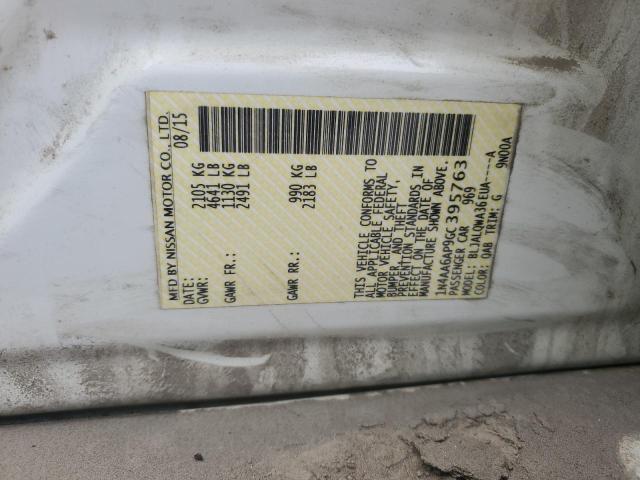 MFD BY NISSAN MOTOR CO., LTD.
DATE: 08/15
GVWR: 2105 KG
4641 LB
GAWR FR.: 1130 KG
2491 LB
GAWR RR.: 990 KG
2183 LB
THIS VEHICLE CONFORMS TO
ALL APPLICABLE FEDERAL
MOTOR VEHICLE SAFETY,
BUMPER, AND THEFT
PREVENTION STANDARDS IN
EFFECT ON THE DATE OF
MANUFACTURE SHOWN ABOVE.
1N4AA6AP9GC395763
PASSENGER CAR 969
MODEL: BLJALQWA36EUA----A
COLOR: QAB TRIM: G 9N00A